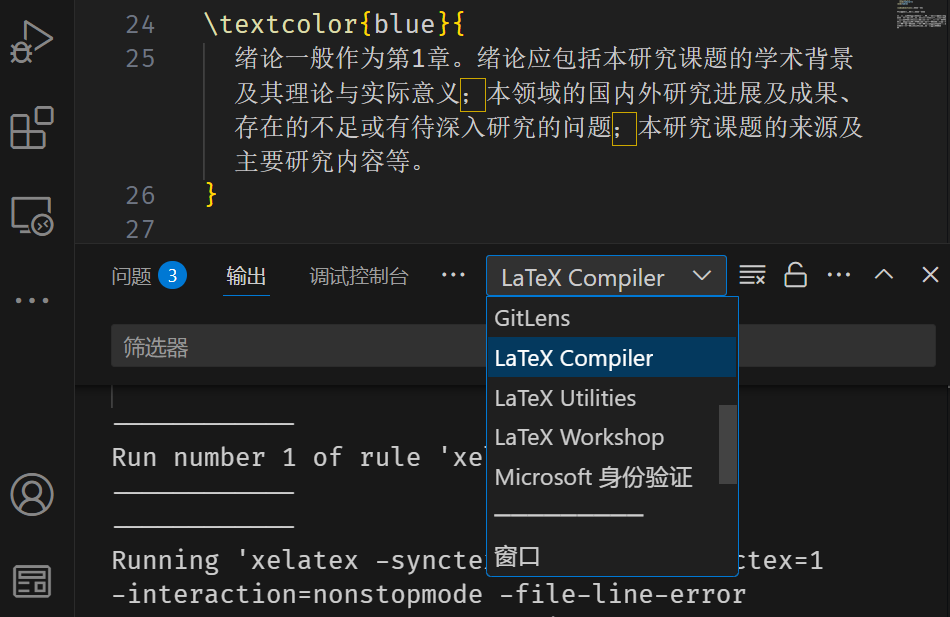 24 \textcolor{blue}{
25 绪论一般作为第1章。绪论应包括本研究课题的学术背景
及其理论与实际意义；本领域的国内外研究进展及成果、
存在的不足或有待深入研究的问题；本研究课题的来源及
主要研究内容等。
26 }
27
问题 3 输出 调试控制台 ··· LaTeX Compiler
GitLens
筛选器
LaTeX Compiler
LaTeX Utilities
LaTeX Workshop
Microsoft 身份验证
窗口
------------
Run number 1 of rule 'xel
------------
------------
Running 'xelatex -syncte ctex=1
-interaction=nonstopmode -file-line-error